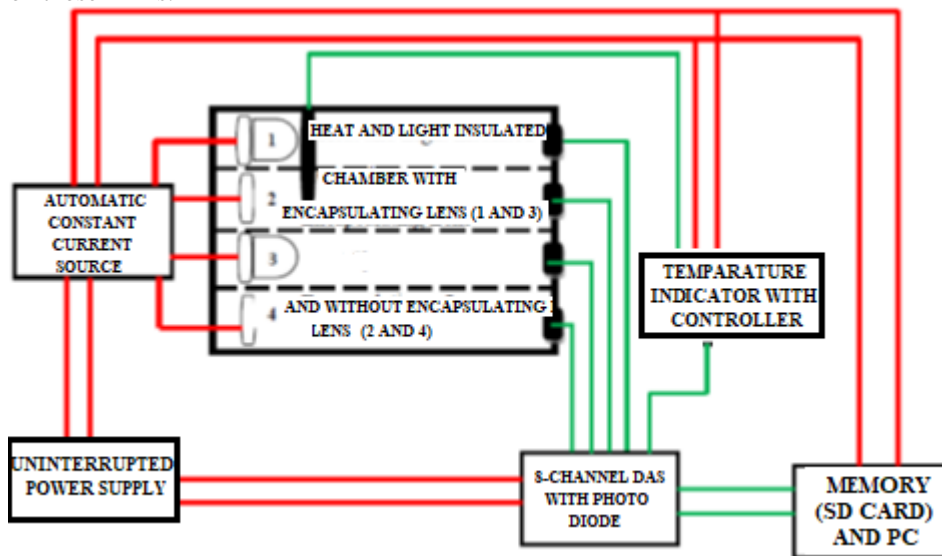 1
HEAT AND LIGHT INSULATED
CHAMBER WITH
2
ENCAPSULATING LENS (1 AND 3)
3
AND WITHOUT ENCAPSULATING
4
LENS (2 AND 4)
AUTOMATIC
CONSTANT
CURRENT
SOURCE
TEMPARATURE
INDICATOR WITH
CONTROLLER
UNINTERRUPTED
POWER SUPPLY
8-CHANNEL DAS
WITH PHOTO
DIODE
MEMORY
(SD CARD)
AND PC